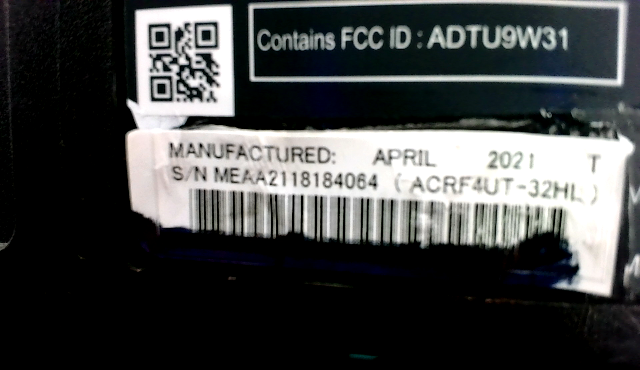 Contains FCC ID : ADTU9W31
MANUFACTURED: APRIL 2021 T
S/N MEAA2118184064 ( ACRF4UT-32HL )